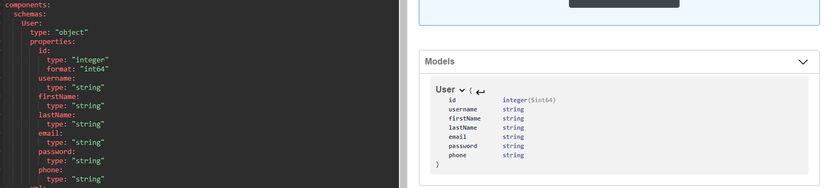 components:
schemas:
User:
type: "object"
properties:
id:
type: "integer"
format: "int64"
username:
type: "string"
firstName:
type: "string"
lastName:
type: "string"
email:
type: "string"
password:
type: "string"
phone:
type: "string"
Models
User {
id integer($int64)
username string
firstName string
lastName string
email string
password string
phone string
}